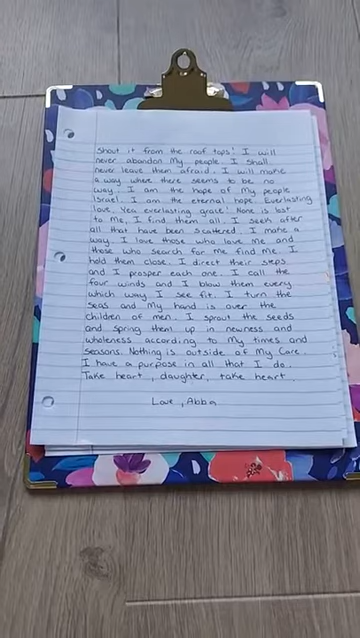 Shout it from the roof tops! I will
never abandon My people. I shall
never leave them afraid. I will make
a way where there seems to be no
way. I am the hope of My people
Israel. I am the eternal hope. Everlasting
love. Yea everlasting grace! None is lost
to Me. I find them all. I seek after
all that have been scattered. I make a
way. I love those who love Me and
those who search for Me find Me. I
hold them close. I direct their steps
and I prosper each one. I call the
four winds and I blow them every
which way I see fit. I turn the
seas and My hand is over the
children of men. I sprout the seeds
and spring them up in newness and
wholeness according to My times and
seasons. Nothing is outside of My care.
I have a purpose in all that I do.
Take heart, daughter, take heart.
Love, Abba